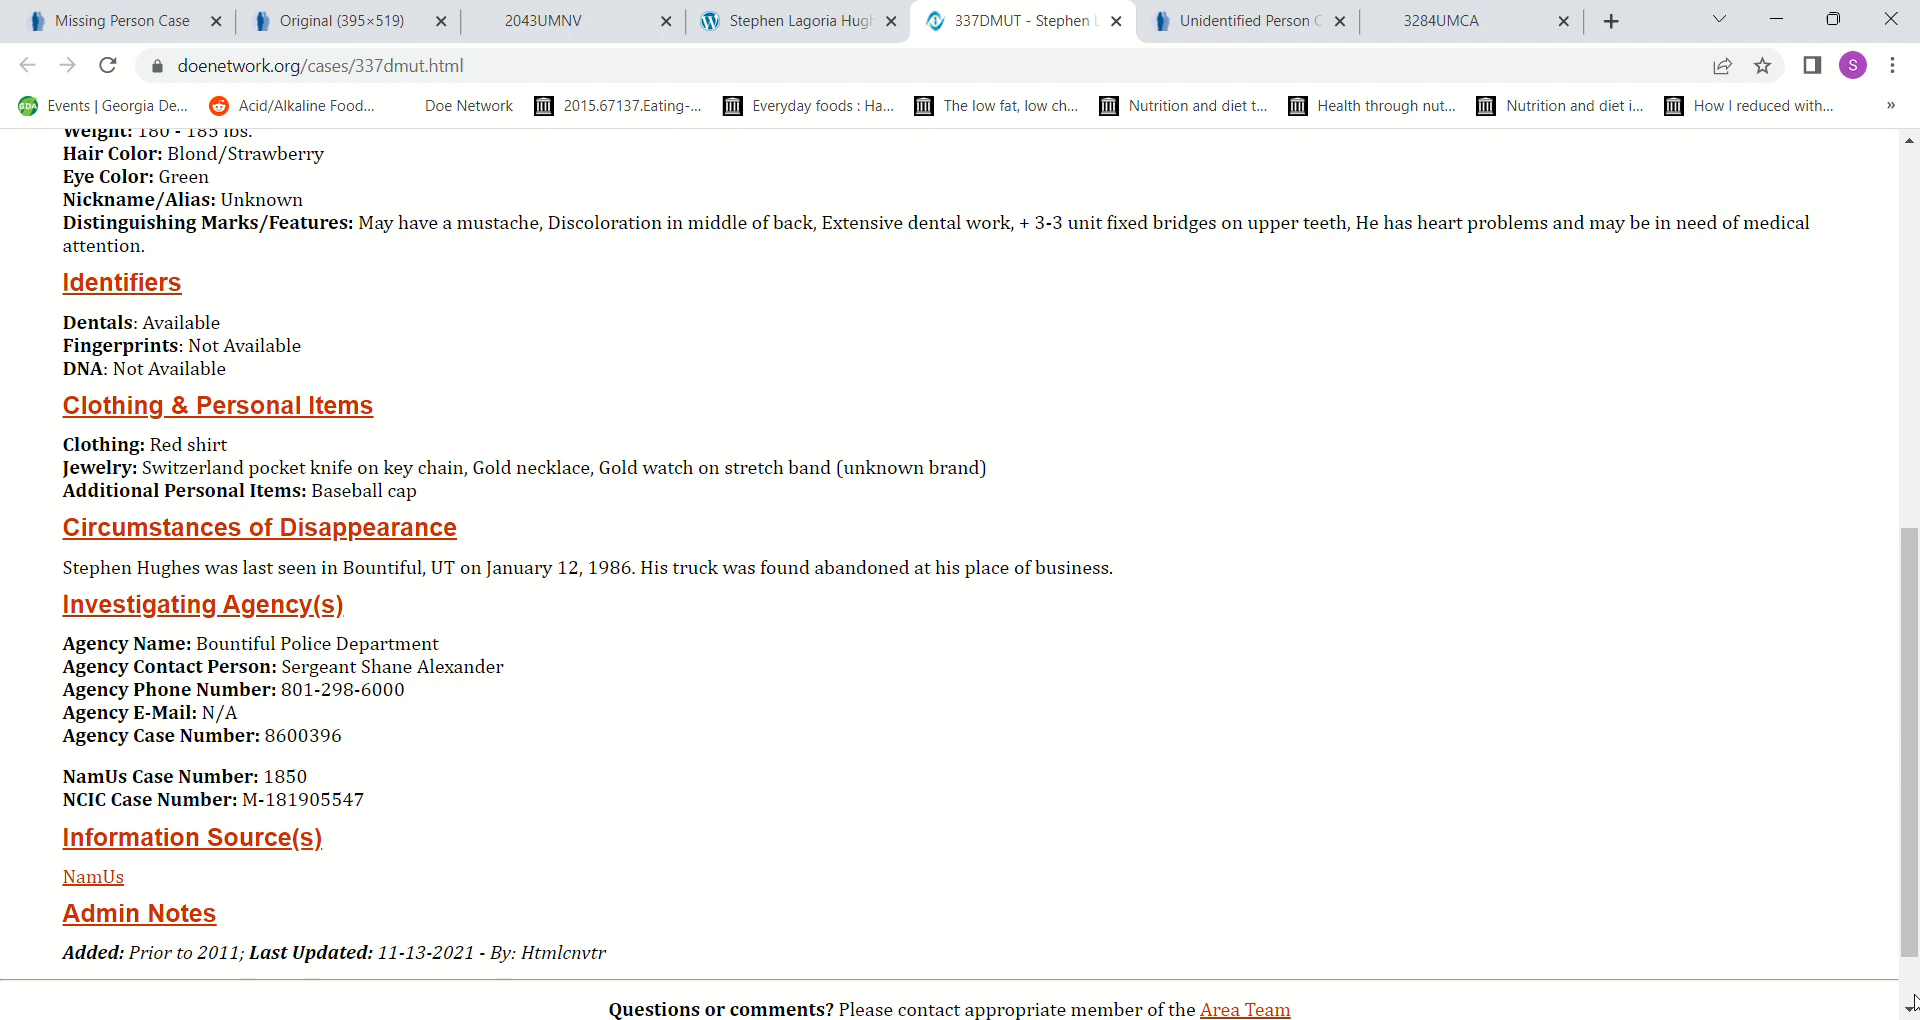 Missing Person Case
Original (395×519)
2043UMNV
Stephen Lagoria Hugh
337DMUT - Stephen L
Unidentified Person C
3284UMCA
doenetwork.org/cases/337dmut.html
S
Events | Georgia De...
Acid/Alkaline Food...
Doe Network
2015.67137.Eating-...
Everyday foods : Ha...
The low fat, low ch...
Nutrition and diet t...
Health through nut...
Nutrition and diet i...
How I reduced with...
»
Weight: 180 - 185 lbs.
Hair Color: Blond/Strawberry
Eye Color: Green
Nickname/Alias: Unknown
Distinguishing Marks/Features: May have a mustache, Discoloration in middle of back, Extensive dental work, + 3-3 unit fixed bridges on upper teeth, He has heart problems and may be in need of medical
attention.
Identifiers
Dentals: Available
Fingerprints: Not Available
DNA: Not Available
Clothing & Personal Items
Clothing: Red shirt
Jewelry: Switzerland pocket knife on key chain, Gold necklace, Gold watch on stretch band (unknown brand)
Additional Personal Items: Baseball cap
Circumstances of Disappearance
Stephen Hughes was last seen in Bountiful, UT on January 12, 1986. His truck was found abandoned at his place of business.
Investigating Agency(s)
Agency Name: Bountiful Police Department
Agency Contact Person: Sergeant Shane Alexander
Agency Phone Number: 801-298-6000
Agency E-Mail: N/A
Agency Case Number: 8600396
NamUs Case Number: 1850
NCIC Case Number: M-181905547
Information Source(s)
NamUs
Admin Notes
Added: Prior to 2011; Last Updated: 11-13-2021 - By: Htmlcnvtr
Questions or comments? Please contact appropriate member of the Area Team